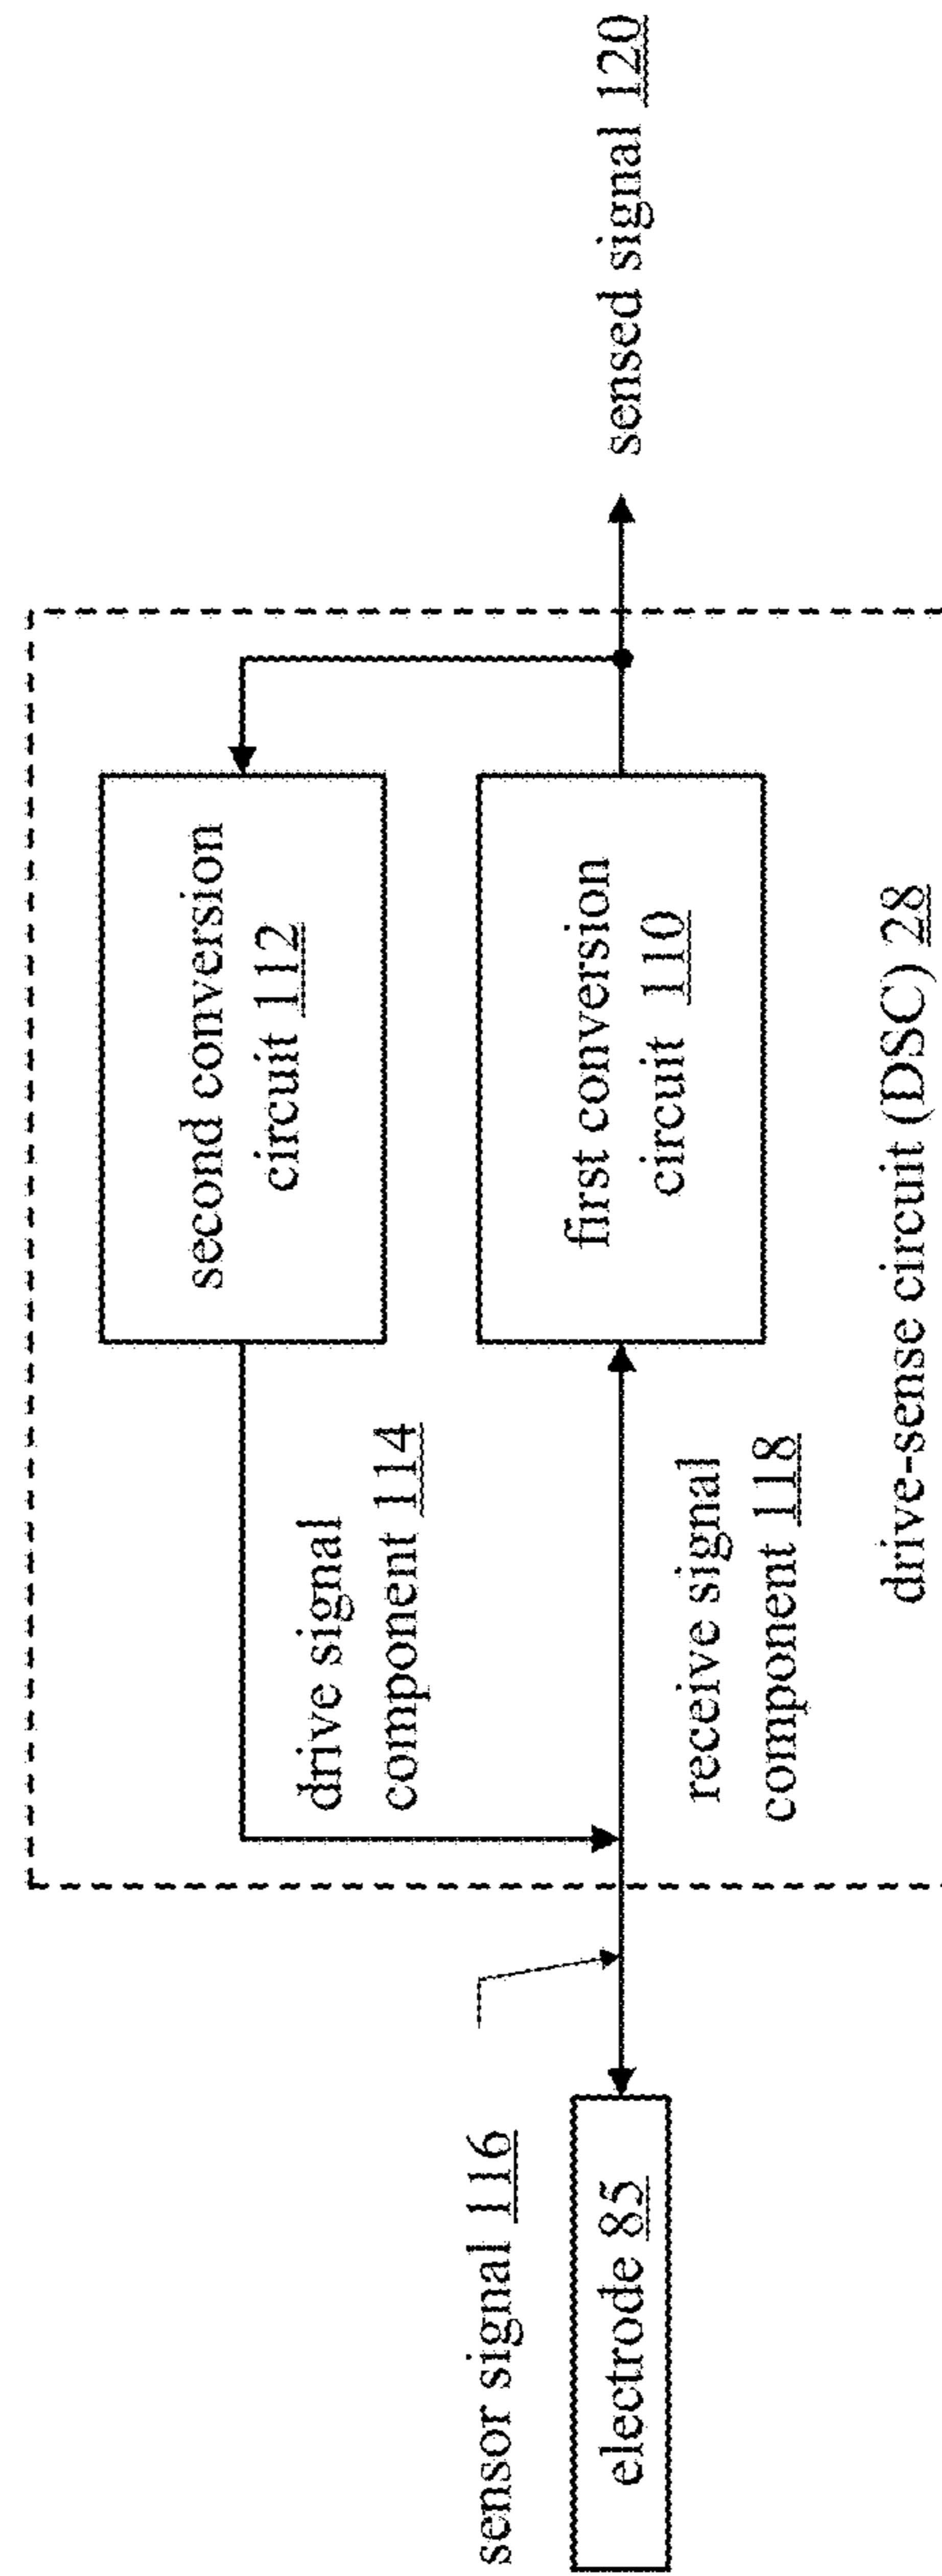 second conversion
circuit 112
drive signal
component 114
sensor signal 116
electrode 85
first conversion
circuit 110
receive signal
component 118
sensed signal 120
drive-sense circuit (DSC) 28